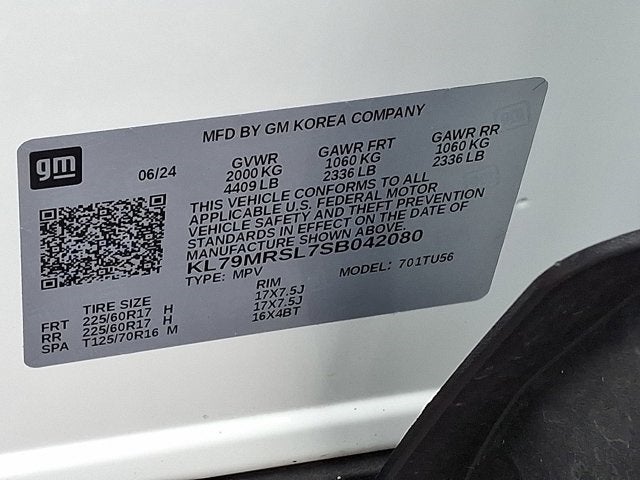 MFD BY GM KOREA COMPANY
gm
06/24
GVWR
2000 KG
4409 LB
GAWR FRT
1060 KG
2336 LB
GAWR RR
1060 KG
2336 LB
THIS VEHICLE CONFORMS TO ALL
APPLICABLE U.S. FEDERAL MOTOR
VEHICLE SAFETY AND THEFT PREVENTION
STANDARDS IN EFFECT ON THE DATE OF
MANUFACTURE SHOWN ABOVE.
KL79MRSL7SB042080
TYPE: MPV MODEL: 701TU56
TIRE SIZE RIM
FRT 225/60R17 H 17X7.5J
RR 225/60R17 H 17X7.5J
SPA T125/70R16 M 16X4BT